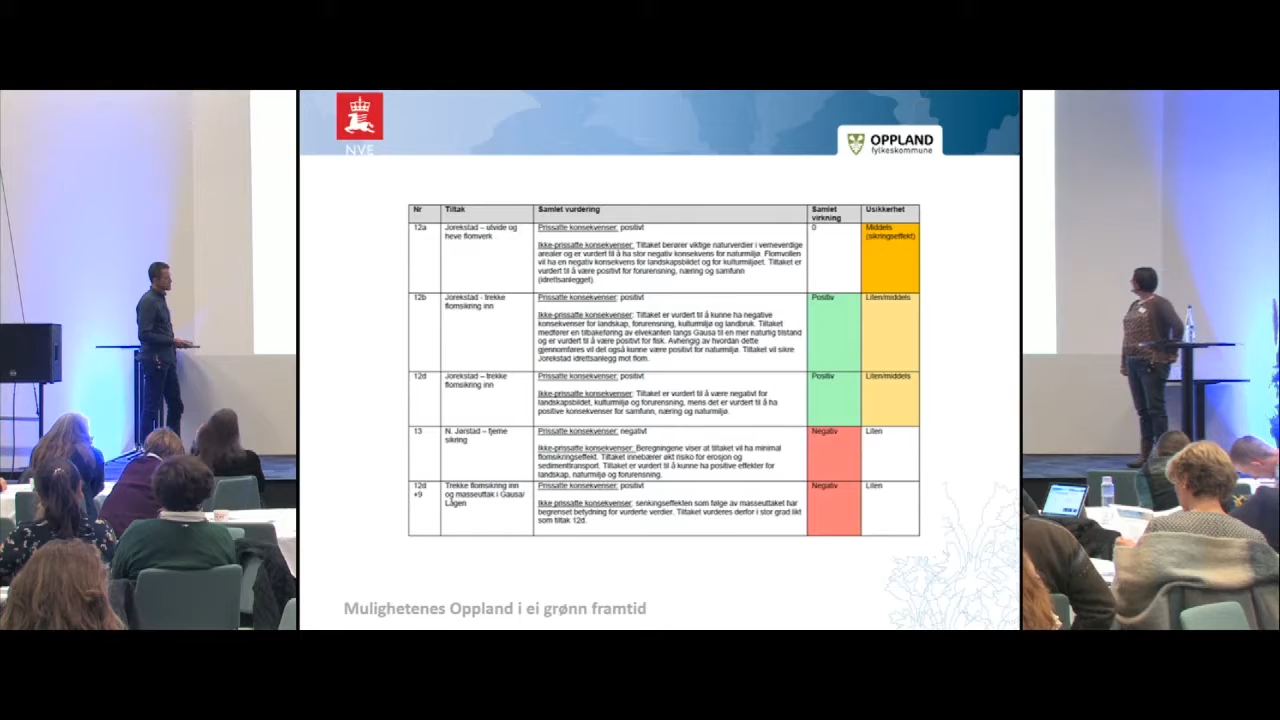 NVE
OPPLAND
fylkeskommune
Nr Tiltak Samlet vurdering Samlet Usikkerhet
virkning
12a Jorekstad – utvide og Prissatte konsekvenser: positivt 0 Middels
heve flomverk (sikringseffekt)
Ikke-prissatte konsekvenser: Tiltaket berører viktige naturverdier i verneverdige
arealer og er vurdert til å ha stor negativ konsekvens for naturmiljø. Flomvollen
vil ha en negativ konsekvens for landskapsbildet og for kulturmiljøet. Tiltaket er
vurdert til å være positivt for forurensning, næring og samfunn
(idrettsanlegget).
12b Jorekstad - trekke Prissatte konsekvenser: positivt Positiv Liten/middels
flomsikring inn
Ikke-prissatte konsekvenser: Tiltaket er vurdert til å kunne ha negative
konsekvenser for landskap, forurensning, kulturmiljø og landbruk. Tiltaket
medfører en tilbakeføring av elvekanten langs Gausa til en mer naturlig tilstand
og er vurdert til å være positivt for fisk. Avhengig av hvordan dette
gjennomføres vil det også kunne være positivt for naturmiljø. Tiltaket vil sikre
Jorekstad idrettsanlegg mot flom.
12d Jorekstad – trekke Prissatte konsekvenser: positivt Positiv Liten/middels
flomsikring inn
Ikke-prissatte konsekvenser: Tiltaket er vurdert til å være negativt for
landskapsbildet, kulturmiljø og forurensning, mens det er vurdert til å ha
positive konsekvenser for samfunn, næring og naturmiljø.
13 N. Jørstad – fjerne Prissatte konsekvenser: negativt Negativ Liten
sikring
Ikke-prissatte konsekvenser: Beregningene viser at tiltaket vil ha minimal
flomsikringseffekt. Tiltaket innebærer økt risiko for erosjon og
sedimenttransport. Tiltaket er vurdert til å kunne ha positive effekter for
landskap, naturmiljø og forurensning.
12d Trekke flomsikring inn Prissatte konsekvenser: positivt Negativ Liten
+9 og masseuttak i Gausa/
Lågen Ikke prissatte konsekvenser: senkingseffekten som følge av masseuttaket har
begrenset betydning for vurderte verdier. Tiltaket vurderes derfor i stor grad likt
som tiltak 12d.
Mulighetenes Oppland i ei grønn framtid